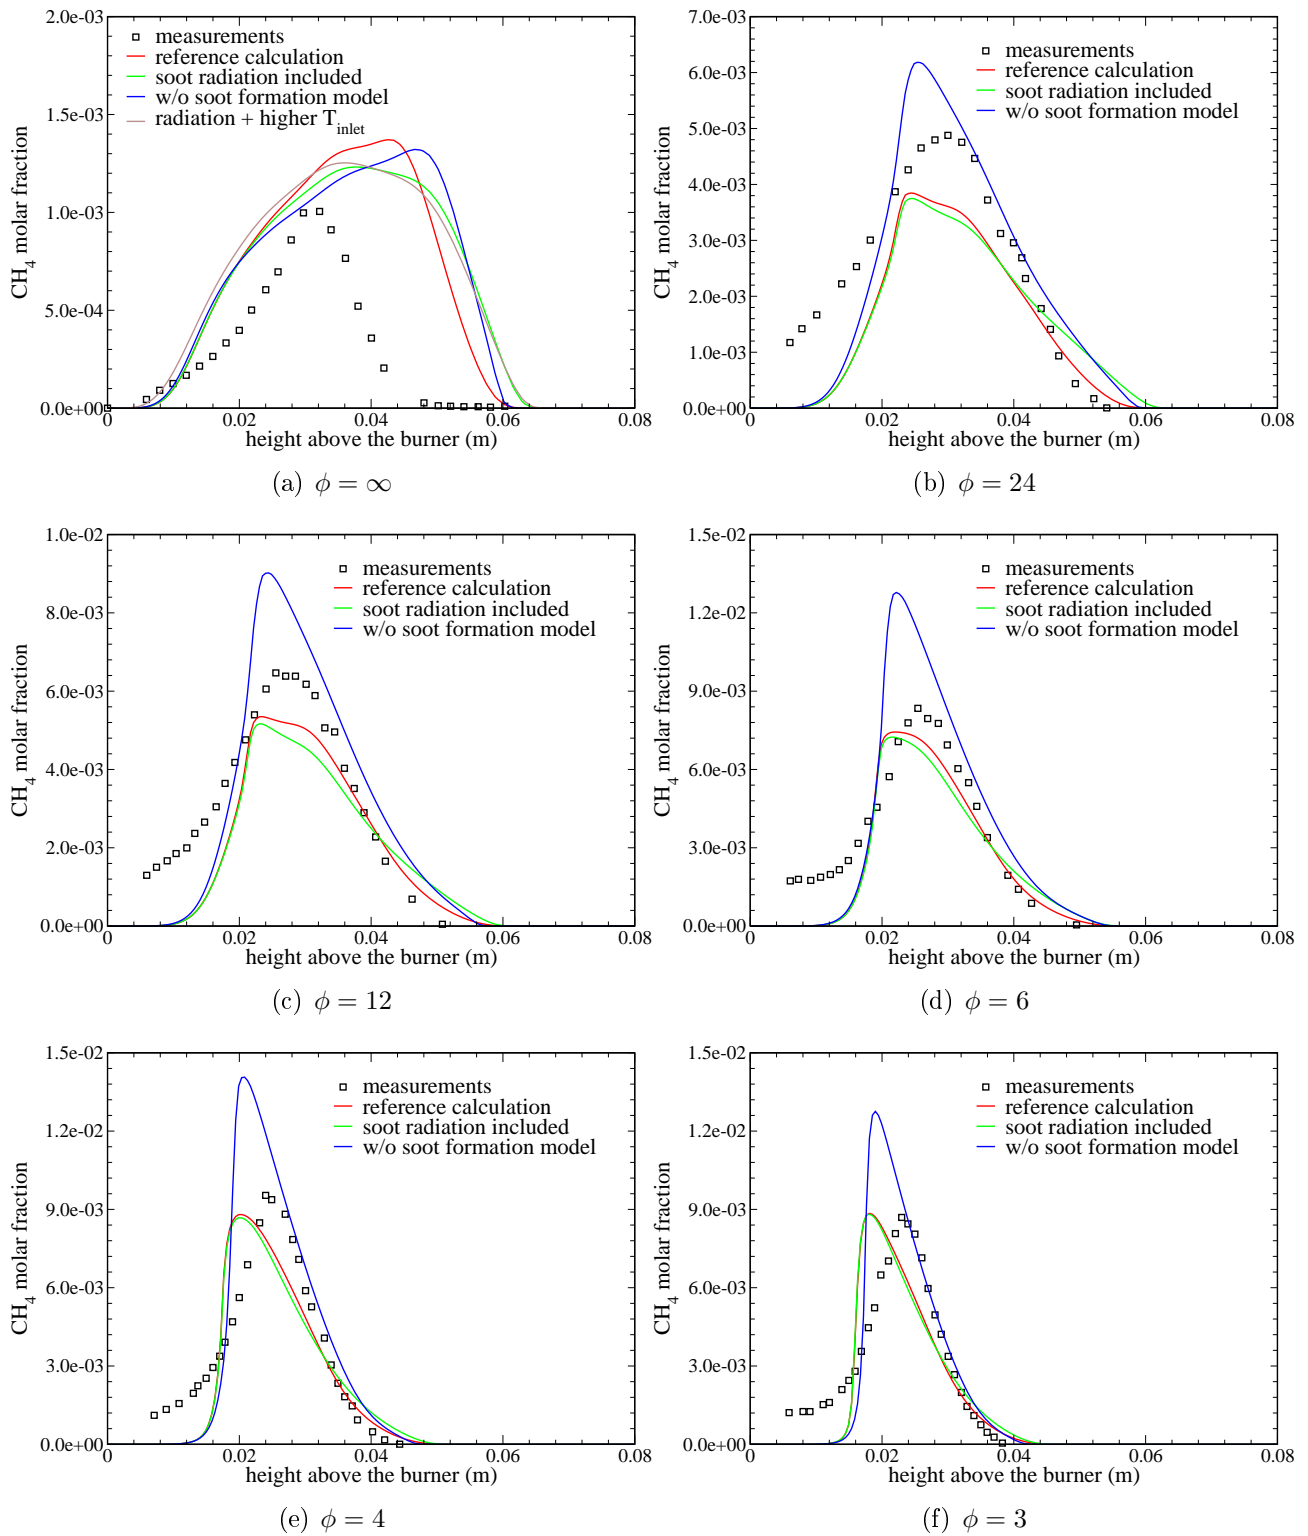 2.0e-03
1.5e-03
1.0e-03
5.0e-04
0.0e+00
CH4 molar fraction
measurements
reference calculation
soot radiation included
w/o soot formation model
radiation + higher Tinlet
0 0.02 0.04 0.06 0.08
height above the burner (m)
(a) ϕ = ∞
7.0e-03
6.0e-03
5.0e-03
4.0e-03
3.0e-03
2.0e-03
1.0e-03
0.0e+00
CH4 molar fraction
measurements
reference calculation
soot radiation included
w/o soot formation model
0 0.02 0.04 0.06 0.08
height above the burner (m)
(b) ϕ = 24
1.0e-02
8.0e-03
6.0e-03
4.0e-03
2.0e-03
0.0e+00
CH4 molar fraction
measurements
reference calculation
soot radiation included
w/o soot formation model
0 0.02 0.04 0.06 0.08
height above the burner (m)
(c) ϕ = 12
1.5e-02
1.2e-02
9.0e-03
6.0e-03
3.0e-03
0.0e+00
CH4 molar fraction
measurements
reference calculation
soot radiation included
w/o soot formation model
0 0.02 0.04 0.06 0.08
height above the burner (m)
(d) ϕ = 6
1.5e-02
1.2e-02
9.0e-03
6.0e-03
3.0e-03
0.0e+00
CH4 molar fraction
measurements
reference calculation
soot radiation included
w/o soot formation model
0 0.02 0.04 0.06 0.08
height above the burner (m)
(e) ϕ = 4
1.5e-02
1.2e-02
9.0e-03
6.0e-03
3.0e-03
0.0e+00
CH4 molar fraction
measurements
reference calculation
soot radiation included
w/o soot formation model
0 0.02 0.04 0.06 0.08
height above the burner (m)
(f) ϕ = 3